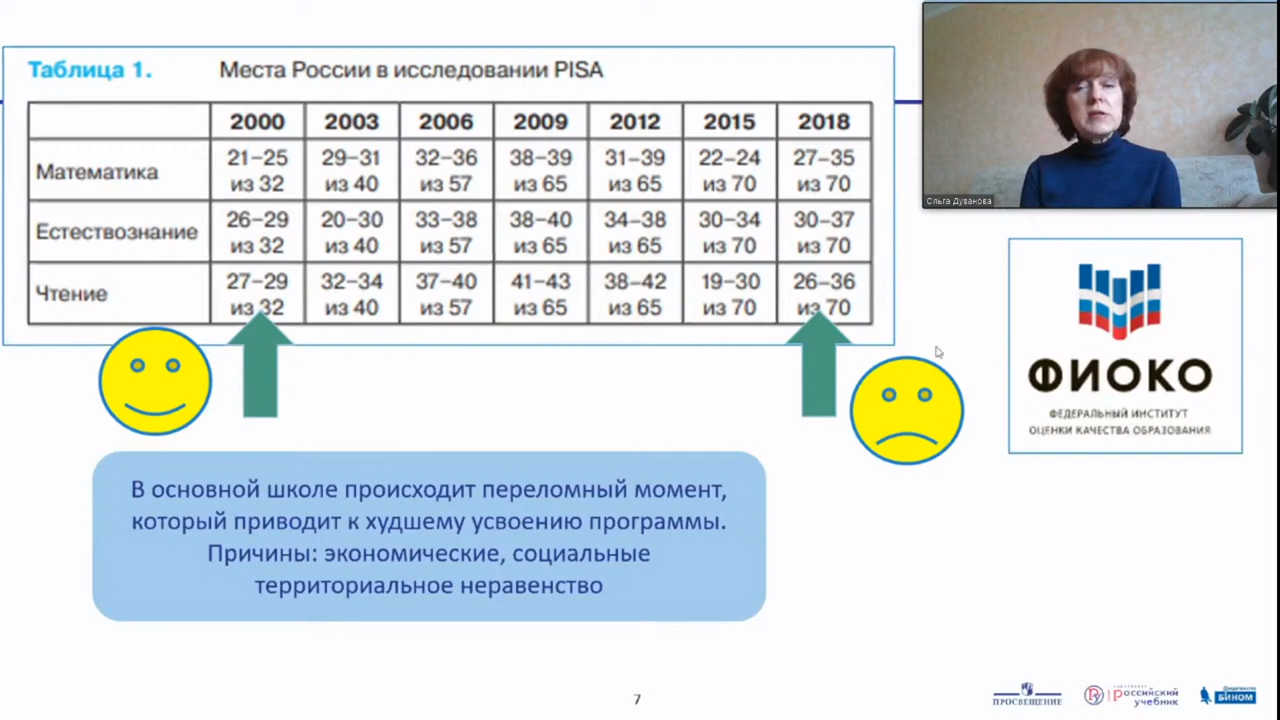 Таблица 1. Места России в исследовании PISA
2000 2003 2006 2009 2012 2015 2018
Математика 21–25 из 32 29–31 из 40 32–36 из 57 38–39 из 65 31–39 из 65 22–24 из 70 27–35 из 70
Естествознание 26–29 из 32 20–30 из 40 33–38 из 57 38–40 из 65 34–38 из 65 30–34 из 70 30–37 из 70
Чтение 27–29 из 32 32–34 из 40 37–40 из 57 41–43 из 65 38–42 из 65 19–30 из 70 26–36 из 70
Ольга Дуванова
ФИОКО
ФЕДЕРАЛЬНЫЙ ИНСТИТУТ
ОЦЕНКИ КАЧЕСТВА ОБРАЗОВАНИЯ
В основной школе происходит переломный момент,
который приводит к худшему усвоению программы.
Причины: экономические, социальные
территориальное неравенство
7
ПРОСВЕЩЕНИЕ
российский
учебник
БИНОМ